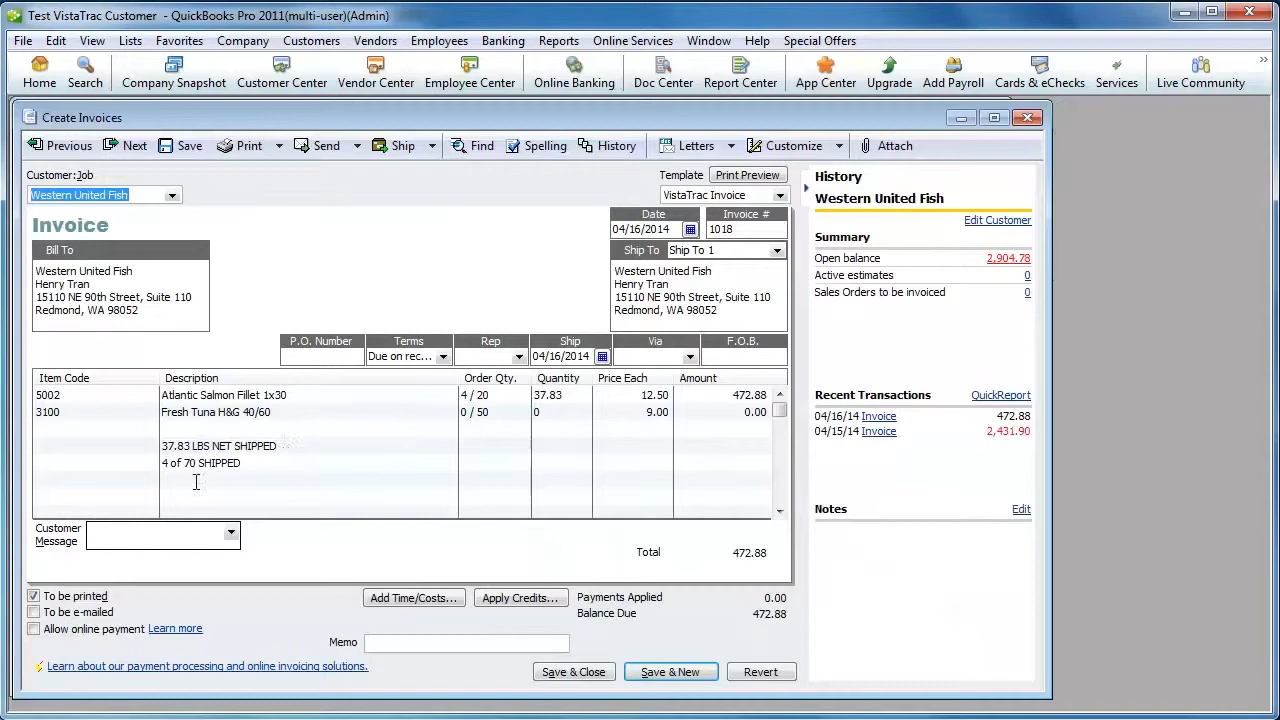 Test VistaTrac Customer - QuickBooks Pro 2011(multi-user)(Admin)
File Edit View Lists Favorites Company Customers Vendors Employees Banking Reports Online Services Window Help Special Offers
Home Search Company Snapshot Customer Center Vendor Center Employee Center Online Banking Doc Center Report Center App Center Upgrade Add Payroll Cards & eChecks Services Live Community
Create Invoices
Previous Next Save Print Send Ship Find Spelling History Letters Customize Attach
Customer:Job
Template Print Preview
Western United Fish
VistaTrac Invoice
Invoice
Date Invoice #
04/16/2014 1018
Bill To
Ship To Ship To 1
Western United Fish
Henry Tran
15110 NE 90th Street, Suite 110
Redmond, WA 98052
Western United Fish
Henry Tran
15110 NE 90th Street, Suite 110
Redmond, WA 98052
P.O. Number Terms Rep Ship Via F.O.B.
Due on rec... 04/16/2014
Item Code Description Order Qty. Quantity Price Each Amount
5002 Atlantic Salmon Fillet 1x30 4 / 20 37.83 12.50 472.88
3100 Fresh Tuna H&G 40/60 0 / 50 0 9.00 0.00
37.83 LBS NET SHIPPED
4 of 70 SHIPPED
Customer
Message
Total 472.88
To be printed
To be e-mailed
Allow online payment Learn more
Add Time/Costs... Apply Credits...
Payments Applied 0.00
Balance Due 472.88
Memo
Learn about our payment processing and online invoicing solutions.
Save & Close Save & New Revert
History
Western United Fish
Edit Customer
Summary
Open balance 2,904.78
Active estimates 0
Sales Orders to be invoiced 0
Recent Transactions QuickReport
04/16/14 Invoice 472.88
04/15/14 Invoice 2,431.90
Notes Edit